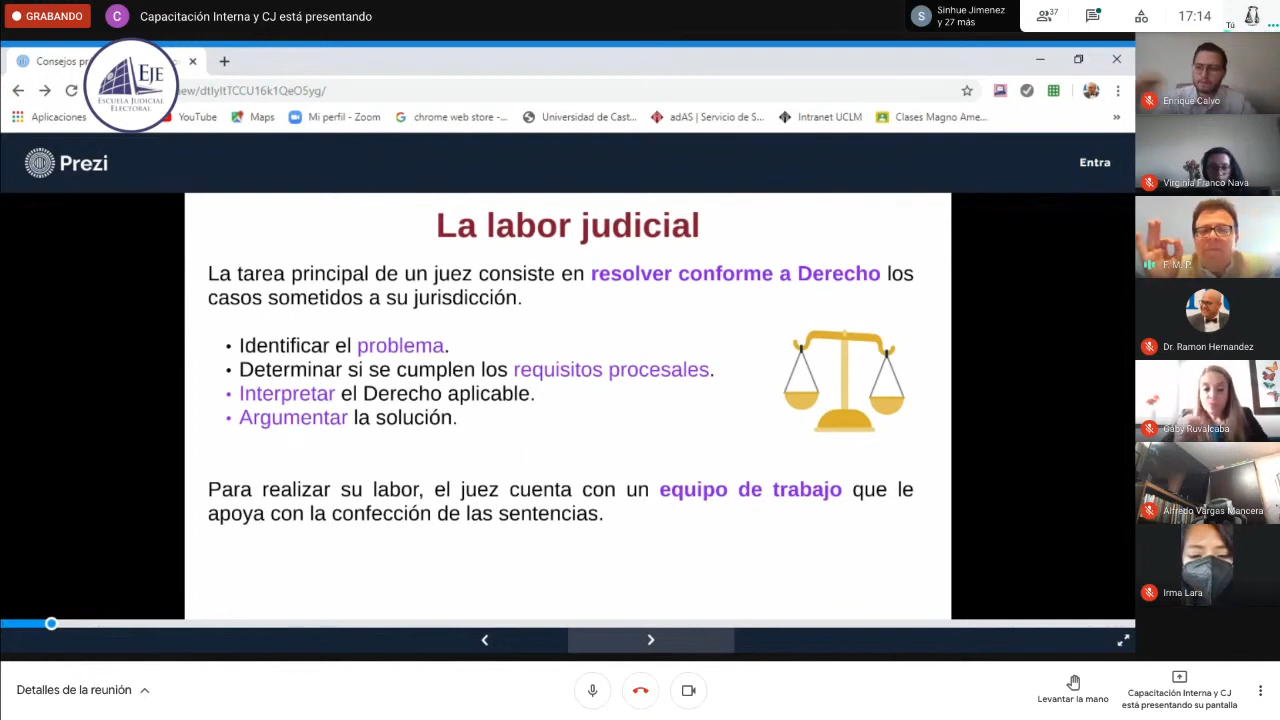 GRABANDO
C
Capacitación Interna y CJ está presentando
S
Sinhue Jimenez
y 27 más
37
17:14
Tú
Consejos pr
EJE
ESCUELA JUDICIAL
ELECTORAL
ew/dtIyItTCCU16k1QeO5yg/
Aplicaciones
YouTube
Maps
Mi perfil - Zoom
chrome web store -...
Universidad de Cast...
adAS | Servicio de S...
Intranet UCLM
Clases Magno Ame...
»
Prezi
Entra
La labor judicial
La tarea principal de un juez consiste en resolver conforme a Derecho los
casos sometidos a su jurisdicción.
• Identificar el problema.
• Determinar si se cumplen los requisitos procesales.
• Interpretar el Derecho aplicable.
• Argumentar la solución.
Para realizar su labor, el juez cuenta con un equipo de trabajo que le
apoya con la confección de las sentencias.
Enrique Calvo
Virginia Franco Nava
F. M. P.
Dr. Ramon Hernandez
Gaby Ruvalcaba
Alfredo Vargas Mancera
Irma Lara
Detalles de la reunión
Levantar la mano
Capacitación Interna y CJ
está presentando su pantalla